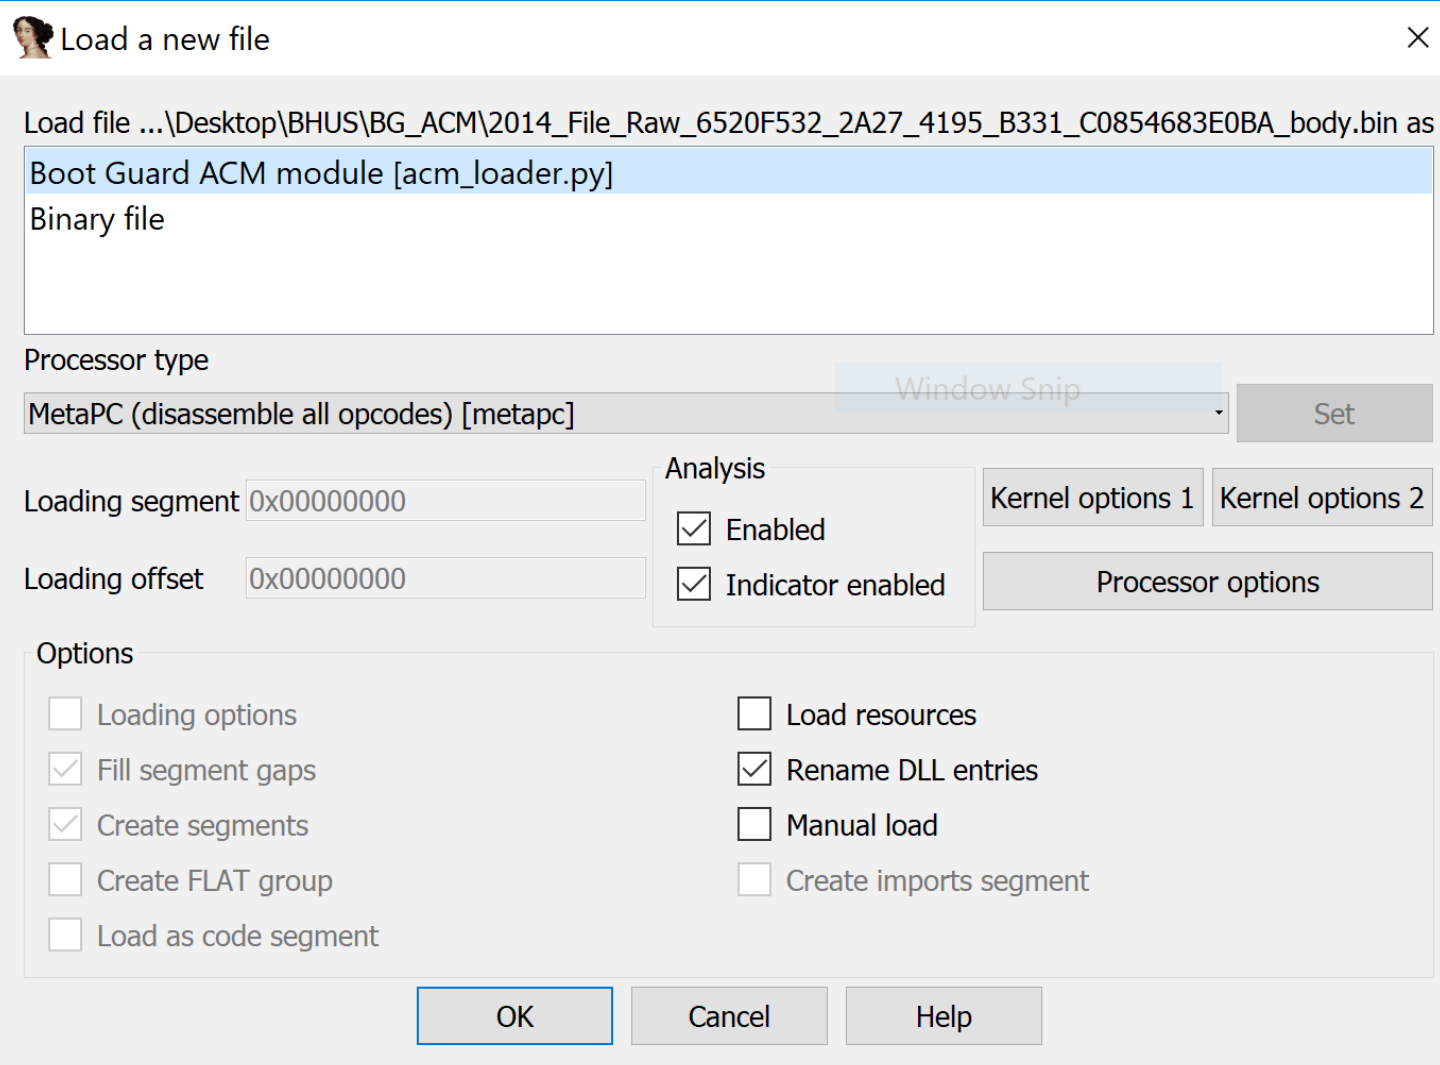 Load a new file
Load file ...\Desktop\BHUS\BG_ACM\2014_File_Raw_6520F532_2A27_4195_B331_C0854683E0BA_body.bin as
Boot Guard ACM module [acm_loader.py]
Binary file
Processor type
Window Snip
MetaPC (disassemble all opcodes) [metapc]
Set
Loading segment 0x00000000
Loading offset 0x00000000
Analysis
Enabled
Indicator enabled
Kernel options 1 Kernel options 2
Processor options
Options
Loading options
Fill segment gaps
Create segments
Create FLAT group
Load as code segment
Load resources
Rename DLL entries
Manual load
Create imports segment
OK Cancel Help